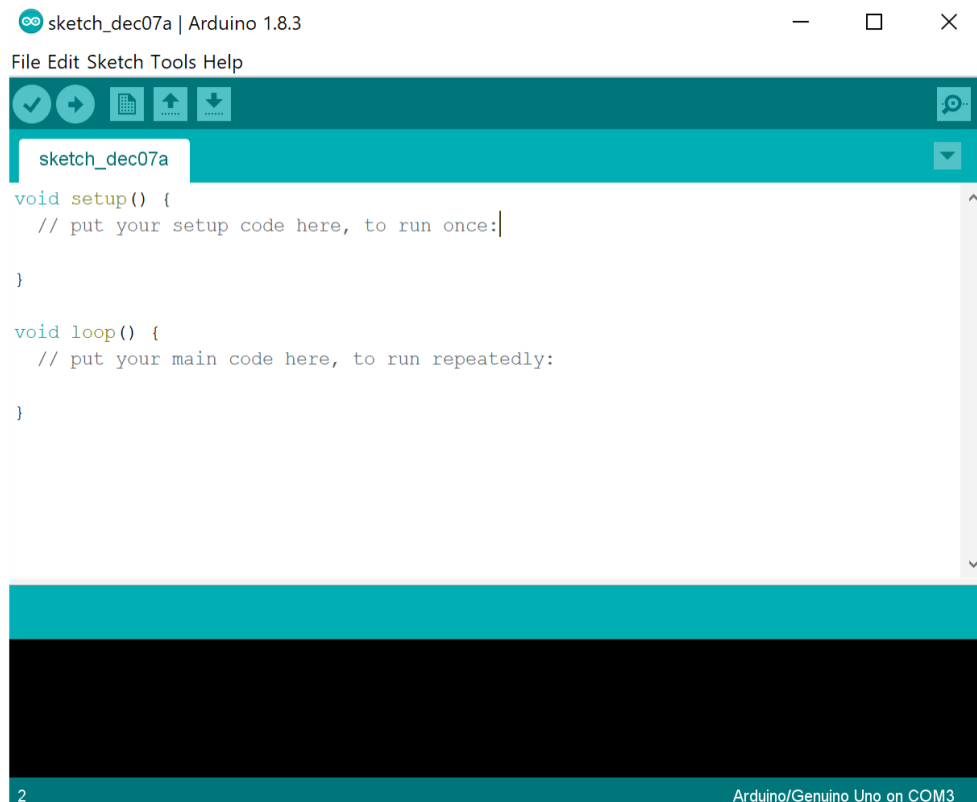 sketch_dec07a | Arduino 1.8.3
File Edit Sketch Tools Help
sketch_dec07a
void setup() {
  // put your setup code here, to run once:
}
void loop() {
  // put your main code here, to run repeatedly:
}
2 Arduino/Genuino Uno on COM3